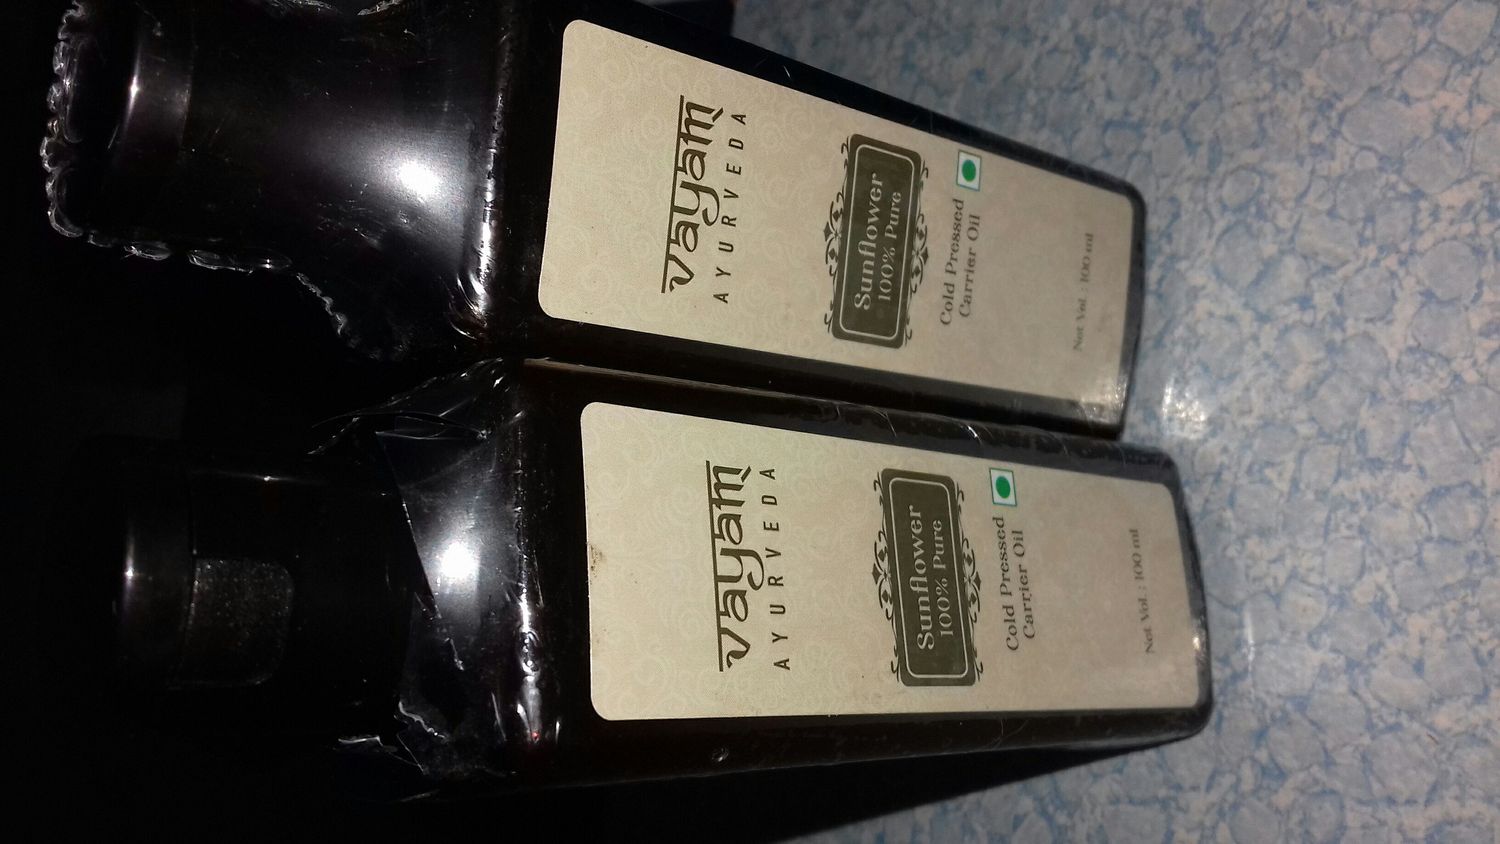 vayam
AYURVEDA
Sunflower
100% Pure
Cold Pressed
Carrier Oil
Net Vol. : 100 ml
vayam
AYURVEDA
Sunflower
100% Pure
Cold Pressed
Carrier Oil
Net Vol. : 100 ml